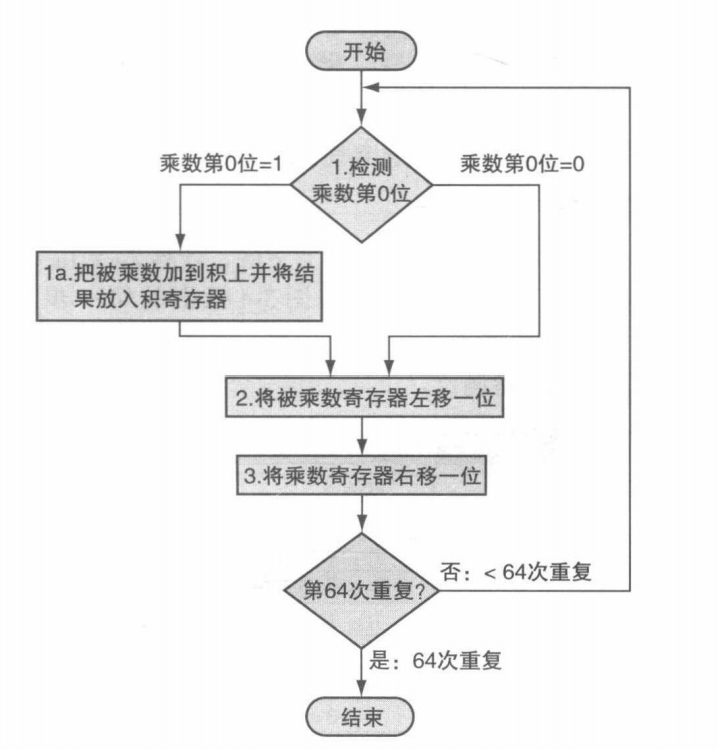 开始
乘数第0位=1
1.检测
乘数第0位
乘数第0位=0
1a.把被乘数加到积上并将结
果放入积寄存器
2.将被乘数寄存器左移一位
3.将乘数寄存器右移一位
第64次重复?
否：< 64次重复
是：64次重复
结束